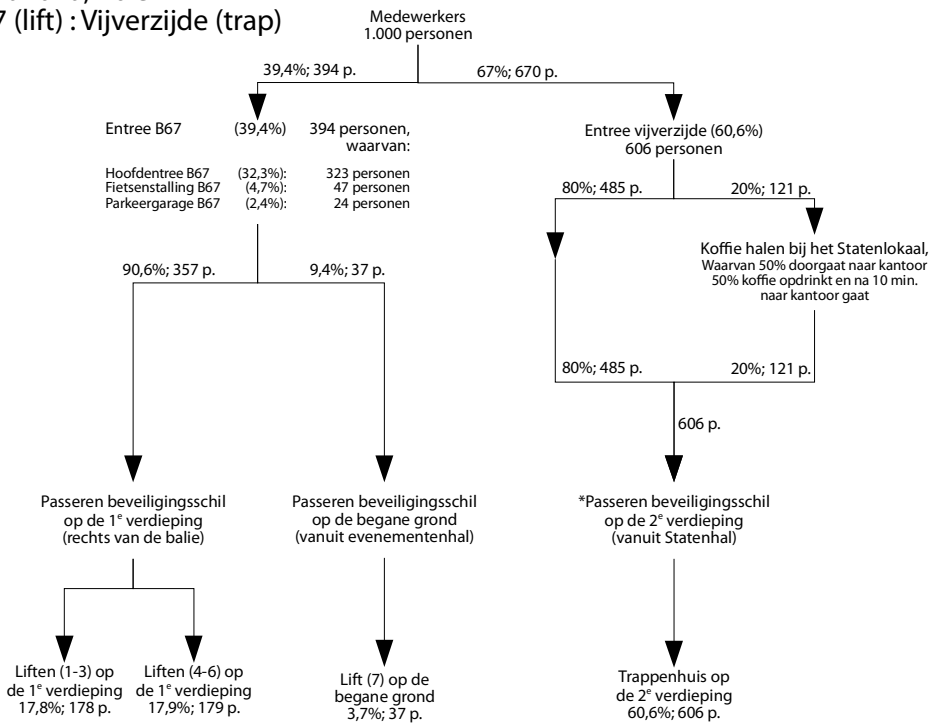 7 (lift) : Vijverzijde (trap)
Medewerkers
1.000 personen
39,4%; 394 p.
67%; 670 p.
Entree B67 (39,4%) 394 personen,
waarvan:
Hoofdentree B67 (32,3%): 323 personen
Fietsenstalling B67 (4,7%): 47 personen
Parkeergarage B67 (2,4%): 24 personen
Entree vijverzijde (60,6%)
606 personen
80%; 485 p.
20%; 121 p.
Koffie halen bij het Statenlokaal,
Waarvan 50% doorgaat naar kantoor
50% koffie opdrinkt en na 10 min.
naar kantoor gaat
90,6%; 357 p.
9,4%; 37 p.
80%; 485 p.
20%; 121 p.
606 p.
Passeren beveiligingsschil
op de 1e verdieping
(rechts van de balie)
Passeren beveiligingsschil
op de begane grond
(vanuit evenementenhal)
*Passeren beveiligingsschil
op de 2e verdieping
(vanuit Statenhal)
Liften (1-3) op
de 1e verdieping
17,8%; 178 p.
Liften (4-6) op
de 1e verdieping
17,9%; 179 p.
Lift (7) op de
begane grond
3,7%; 37 p.
Trappenhuis op
de 2e verdieping
60,6%; 606 p.